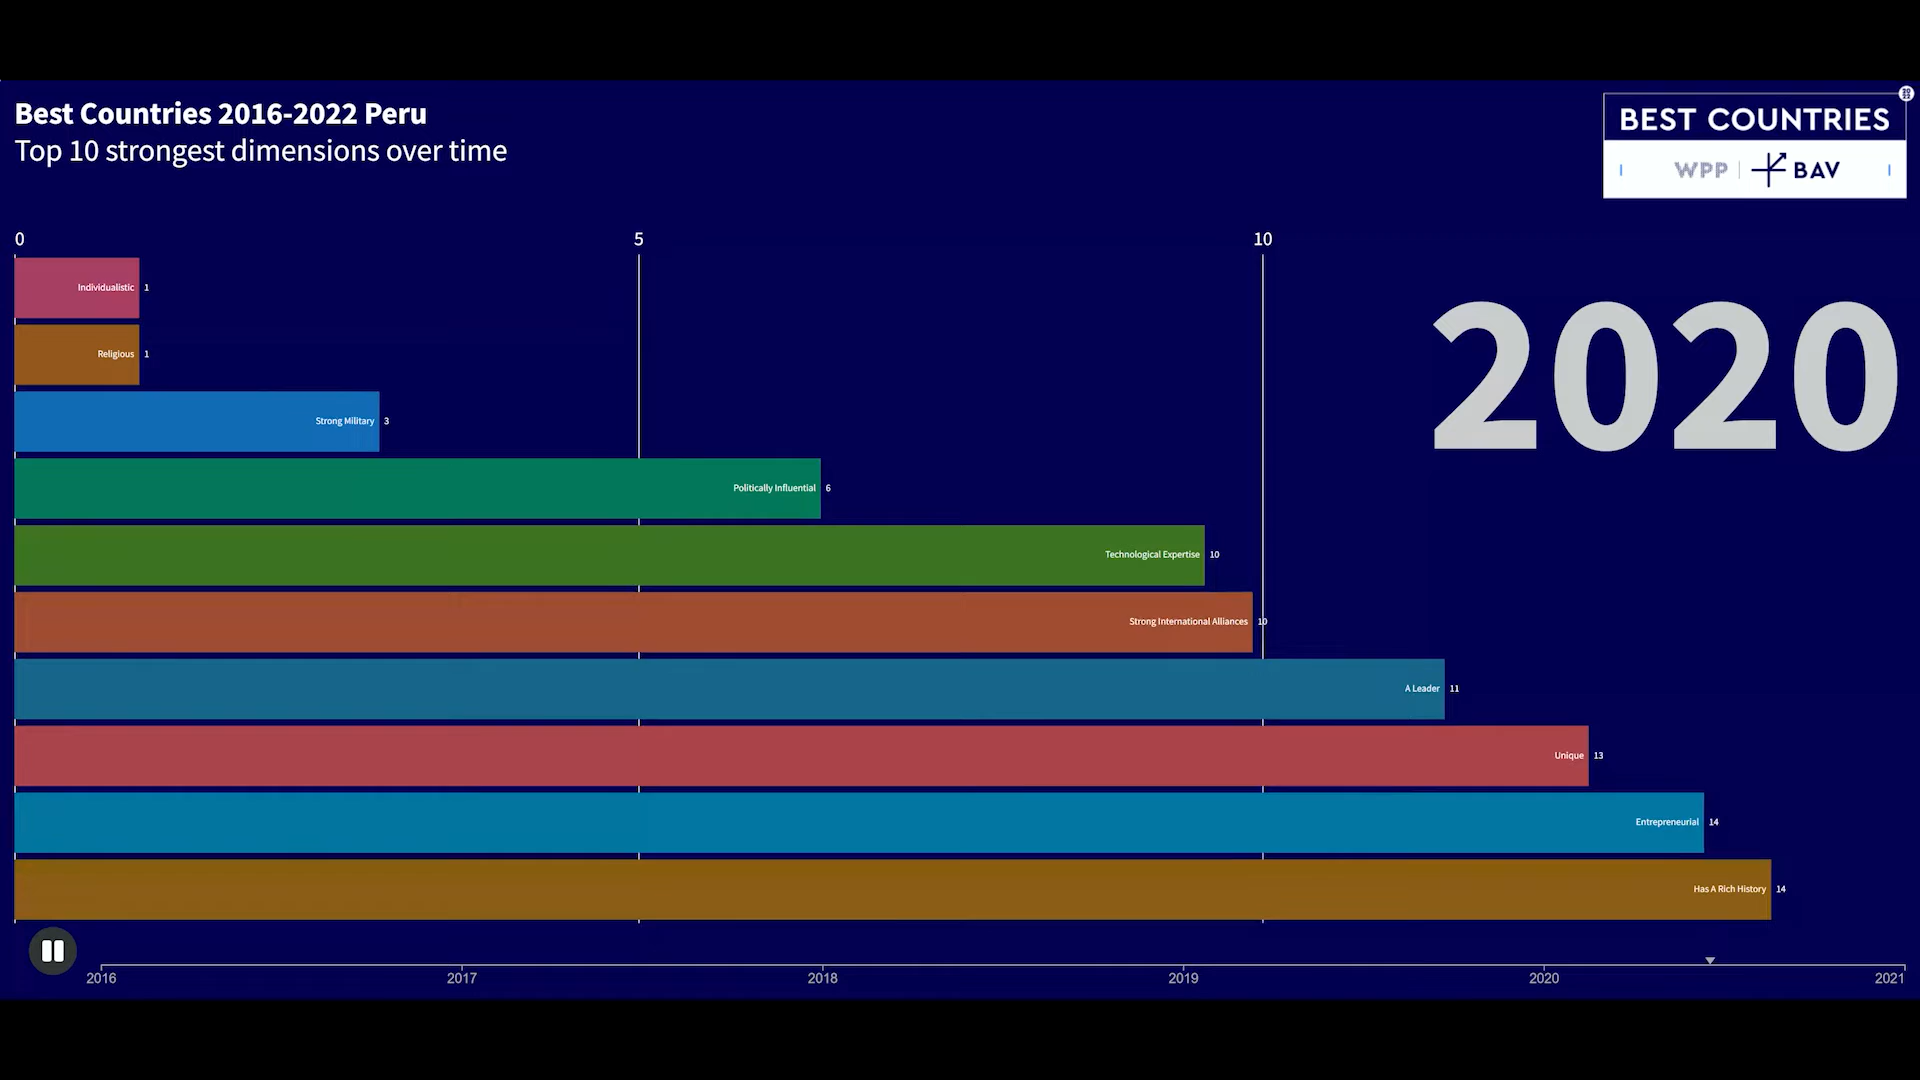 Best Countries 2016-2022 Peru
Top 10 strongest dimensions over time
BEST COUNTRIES
WPP BAV
0 5 10
Individualistic 1
Religious 1
Strong Military 3
Politically Influential 6
Technological Expertise 10
Strong International Alliances 10
A Leader 11
Unique 13
Entrepreneurial 14
Has A Rich History 14
2020
2016 2017 2018 2019 2020 2021